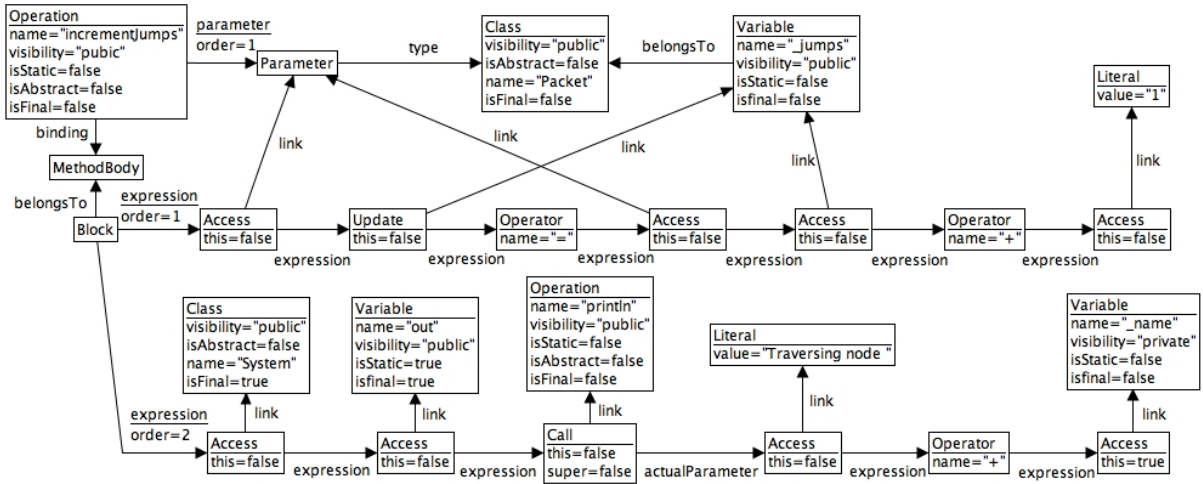 Operation
name="incrementJumps"
visibility="pubic"
isStatic=false
isAbstract=false
isFinal=false
parameter
order=1
Parameter
type
Class
visibility="public"
isAbstract=false
name="Packet"
isFinal=false
belongsTo
Variable
name="_jumps"
visibility="public"
isStatic=false
isfinal=false
Literal
value="1"
binding
MethodBody
belongsTo
Block
expression
order=1
link
link
link
link
link
Access
this=false
expression
Update
this=false
expression
Operator
name="="
expression
Access
this=false
expression
Access
this=false
expression
Operator
name="+"
expression
Access
this=false
Class
visibility="public"
isAbstract=false
name="System"
isFinal=true
Variable
name="out"
visibility="public"
isStatic=true
isfinal=true
Operation
name="println"
visibility="public"
isStatic=false
isAbstract=false
isFinal=false
Literal
value="Traversing node "
Variable
name="_name"
visibility="private"
isStatic=false
isfinal=false
link
link
link
link
link
expression
order=2
Access
this=false
expression
Access
this=false
expression
Call
this=false
super=false
actualParameter
Access
this=false
expression
Operator
name="+"
expression
Access
this=true